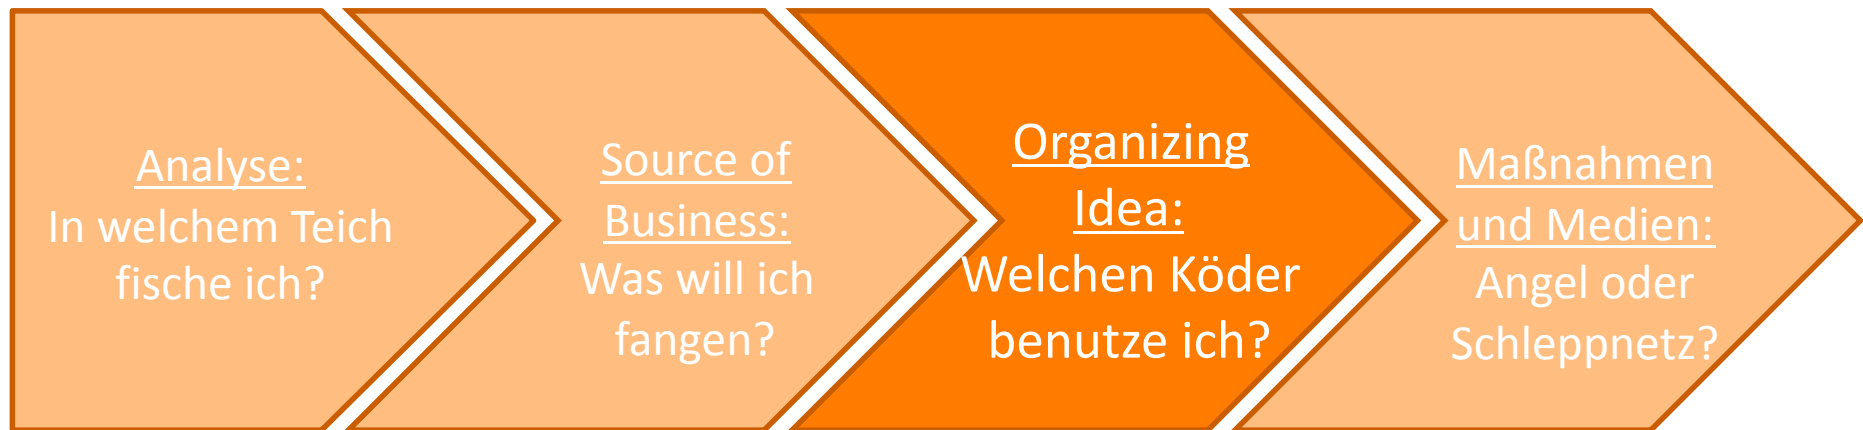 Analyse:
In welchem Teich
fische ich?
Source of
Business:
Was will ich
fangen?
Organizing
Idea:
Welchen Köder
benutze ich?
Maßnahmen
und Medien:
Angel oder
Schleppnetz?